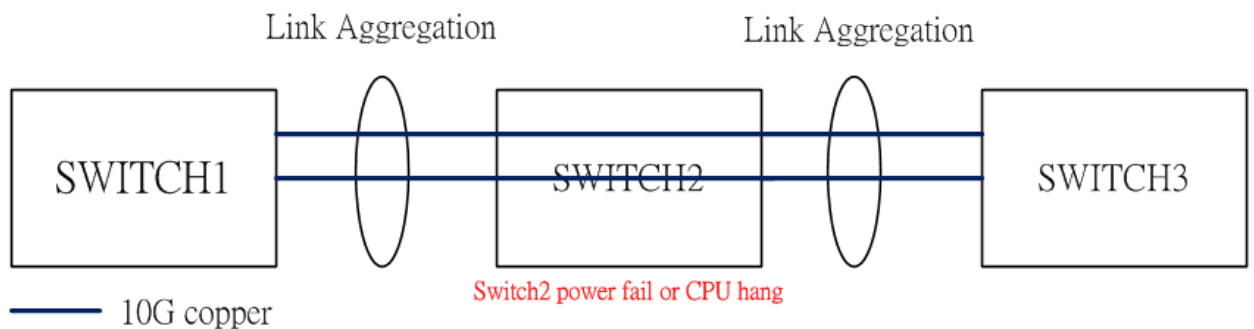 Link Aggregation
Link Aggregation
SWITCH1
SWITCH2
SWITCH3
Switch2 power fail or CPU hang
10G copper